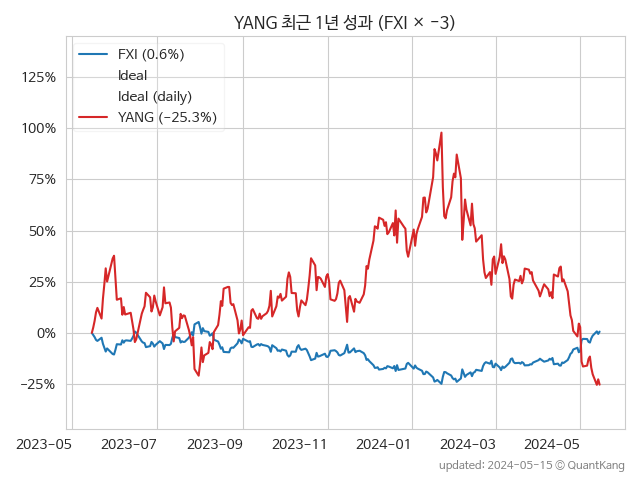 YANG 최근 1년 성과 (FXI × −3)
FXI (0.6%)
Ideal
Ideal (daily)
YANG (−25.3%)
125%
100%
75%
50%
25%
0%
−25%
2023-05 2023-07 2023-09 2023-11 2024-01 2024-03 2024-05
updated: 2024-05-15 ⓒ QuantKang